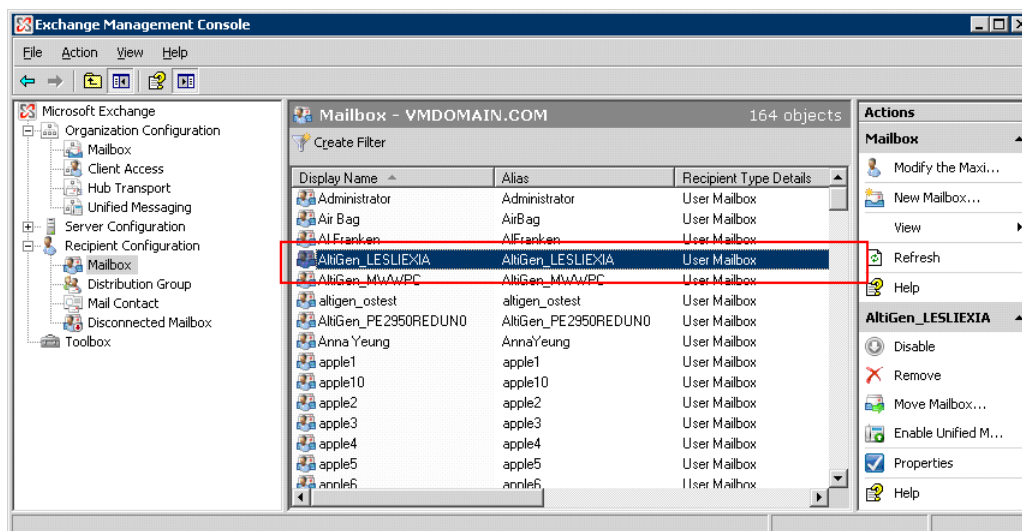 Exchange Management Console
File Action View Help
Microsoft Exchange
Organization Configuration
Mailbox
Client Access
Hub Transport
Unified Messaging
Server Configuration
Recipient Configuration
Mailbox
Distribution Group
Mail Contact
Disconnected Mailbox
Toolbox
Mailbox - VMDOMAIN.COM 164 objects
Create Filter
Display Name Alias Recipient Type Details
Administrator Administrator User Mailbox
Air Bag AirBag User Mailbox
Al Franken AlFranken User Mailbox
AltiGen_LESLIEXIA AltiGen_LESLIEXIA User Mailbox
AltiGen_MWWPC AltiGen_MWWPC User Mailbox
altigen_ostest altigen_ostest User Mailbox
AltiGen_PE2950REDUN0 AltiGen_PE2950REDUN0 User Mailbox
Anna Yeung AnnaYeung User Mailbox
apple1 apple1 User Mailbox
apple10 apple10 User Mailbox
apple2 apple2 User Mailbox
apple3 apple3 User Mailbox
apple4 apple4 User Mailbox
apple5 apple5 User Mailbox
apple6 apple6 User Mailbox
Actions
Mailbox
Modify the Maxi...
New Mailbox...
View
Refresh
Help
AltiGen_LESLIEXIA
Disable
Remove
Move Mailbox...
Enable Unified M...
Properties
Help